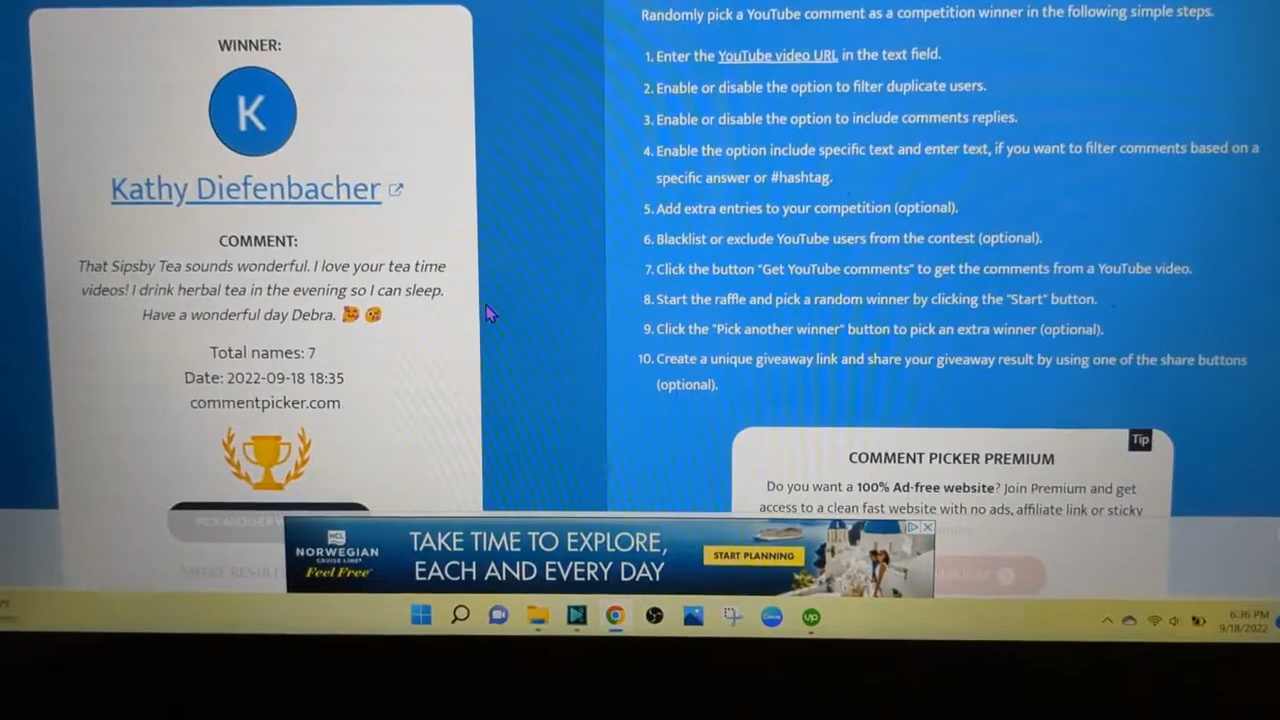 WINNER:
K
Kathy Diefenbacher
COMMENT:
That Sipsby Tea sounds wonderful. I love your tea time
videos! I drink herbal tea in the evening so I can sleep.
Have a wonderful day Debra. 🥰 😘
Total names: 7
Date: 2022-09-18 18:35
commentpicker.com
PICK ANOTHER
SHARE RESULT
Randomly pick a YouTube comment as a competition winner in the following simple steps.
1. Enter the YouTube video URL in the text field.
2. Enable or disable the option to filter duplicate users.
3. Enable or disable the option to include comments replies.
4. Enable the option include specific text and enter text, if you want to filter comments based on a
specific answer or #hashtag.
5. Add extra entries to your competition (optional).
6. Blacklist or exclude YouTube users from the contest (optional).
7. Click the button "Get YouTube comments" to get the comments from a YouTube video.
8. Start the raffle and pick a random winner by clicking the "Start" button.
9. Click the "Pick another winner" button to pick an extra winner (optional).
10. Create a unique giveaway link and share your giveaway result by using one of the share buttons
(optional).
Tip
COMMENT PICKER PREMIUM
Do you want a 100% Ad-free website? Join Premium and get
access to a clean fast website with no ads, affiliate link or sticky
NCL
NORWEGIAN
CRUISE LINE
Feel Free
TAKE TIME TO EXPLORE,
EACH AND EVERY DAY
START PLANNING
Canva
up
6:36 PM
9/18/2022